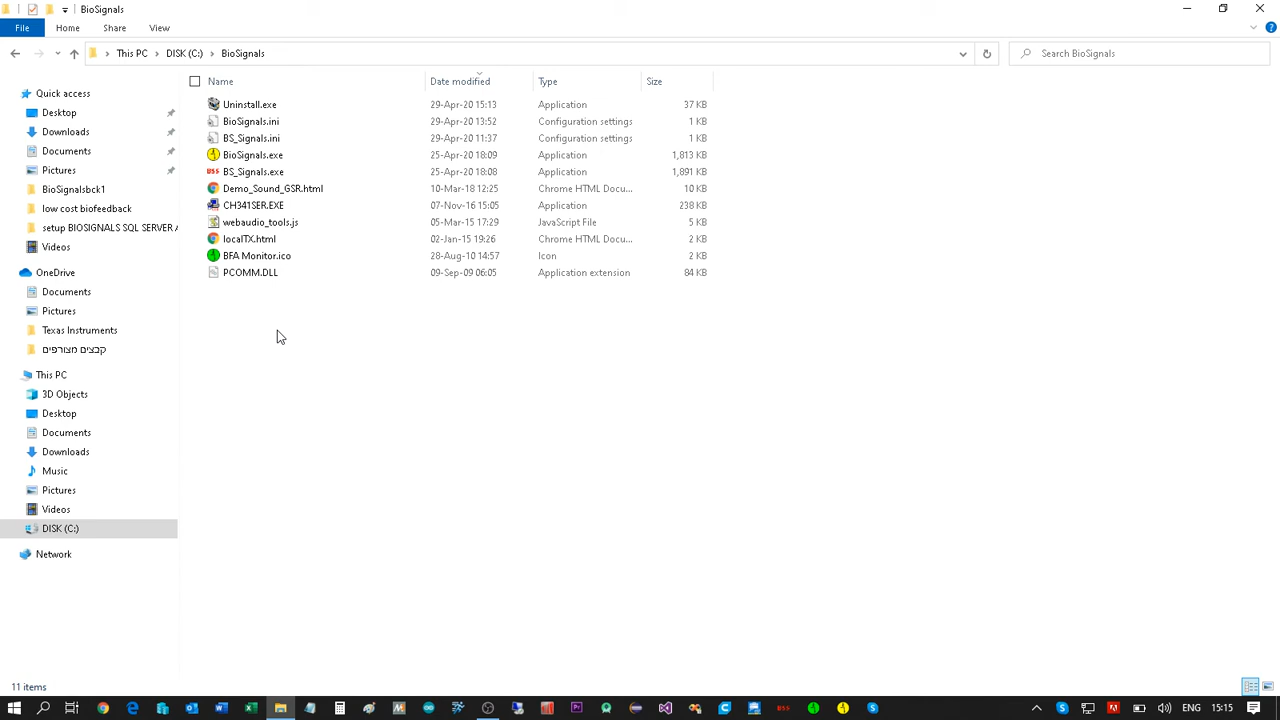 BioSignals
File Home Share View
This PC DISK (C:) BioSignals
Search BioSignals
Name Date modified Type Size
Uninstall.exe 29-Apr-20 15:13 Application 37 KB
BioSignals.ini 29-Apr-20 13:52 Configuration settings 1 KB
BS_Signals.ini 29-Apr-20 11:37 Configuration settings 1 KB
BioSignals.exe 25-Apr-20 18:09 Application 1,813 KB
BSS BS_Signals.exe 25-Apr-20 18:08 Application 1,891 KB
Demo_Sound_GSR.html 10-Mar-18 12:25 Chrome HTML Docu... 10 KB
CH341SER.EXE 07-Nov-16 15:05 Application 238 KB
webaudio_tools.js 05-Mar-15 17:29 JavaScript File 5 KB
localTX.html 02-Jan-15 19:26 Chrome HTML Docu... 2 KB
BFA Monitor.ico 28-Aug-10 14:57 Icon 2 KB
PCOMM.DLL 09-Sep-09 06:05 Application extension 84 KB
Quick access
Desktop
Downloads
Documents
Pictures
BioSignalsbck1
low cost biofeedback
setup BIOSIGNALS SQL SERVER A
Videos
OneDrive
Documents
Pictures
Texas Instruments
קבצים מצורפים
This PC
3D Objects
Desktop
Documents
Downloads
Music
Pictures
Videos
DISK (C:)
Network
11 items
BSS
ENG 15:15